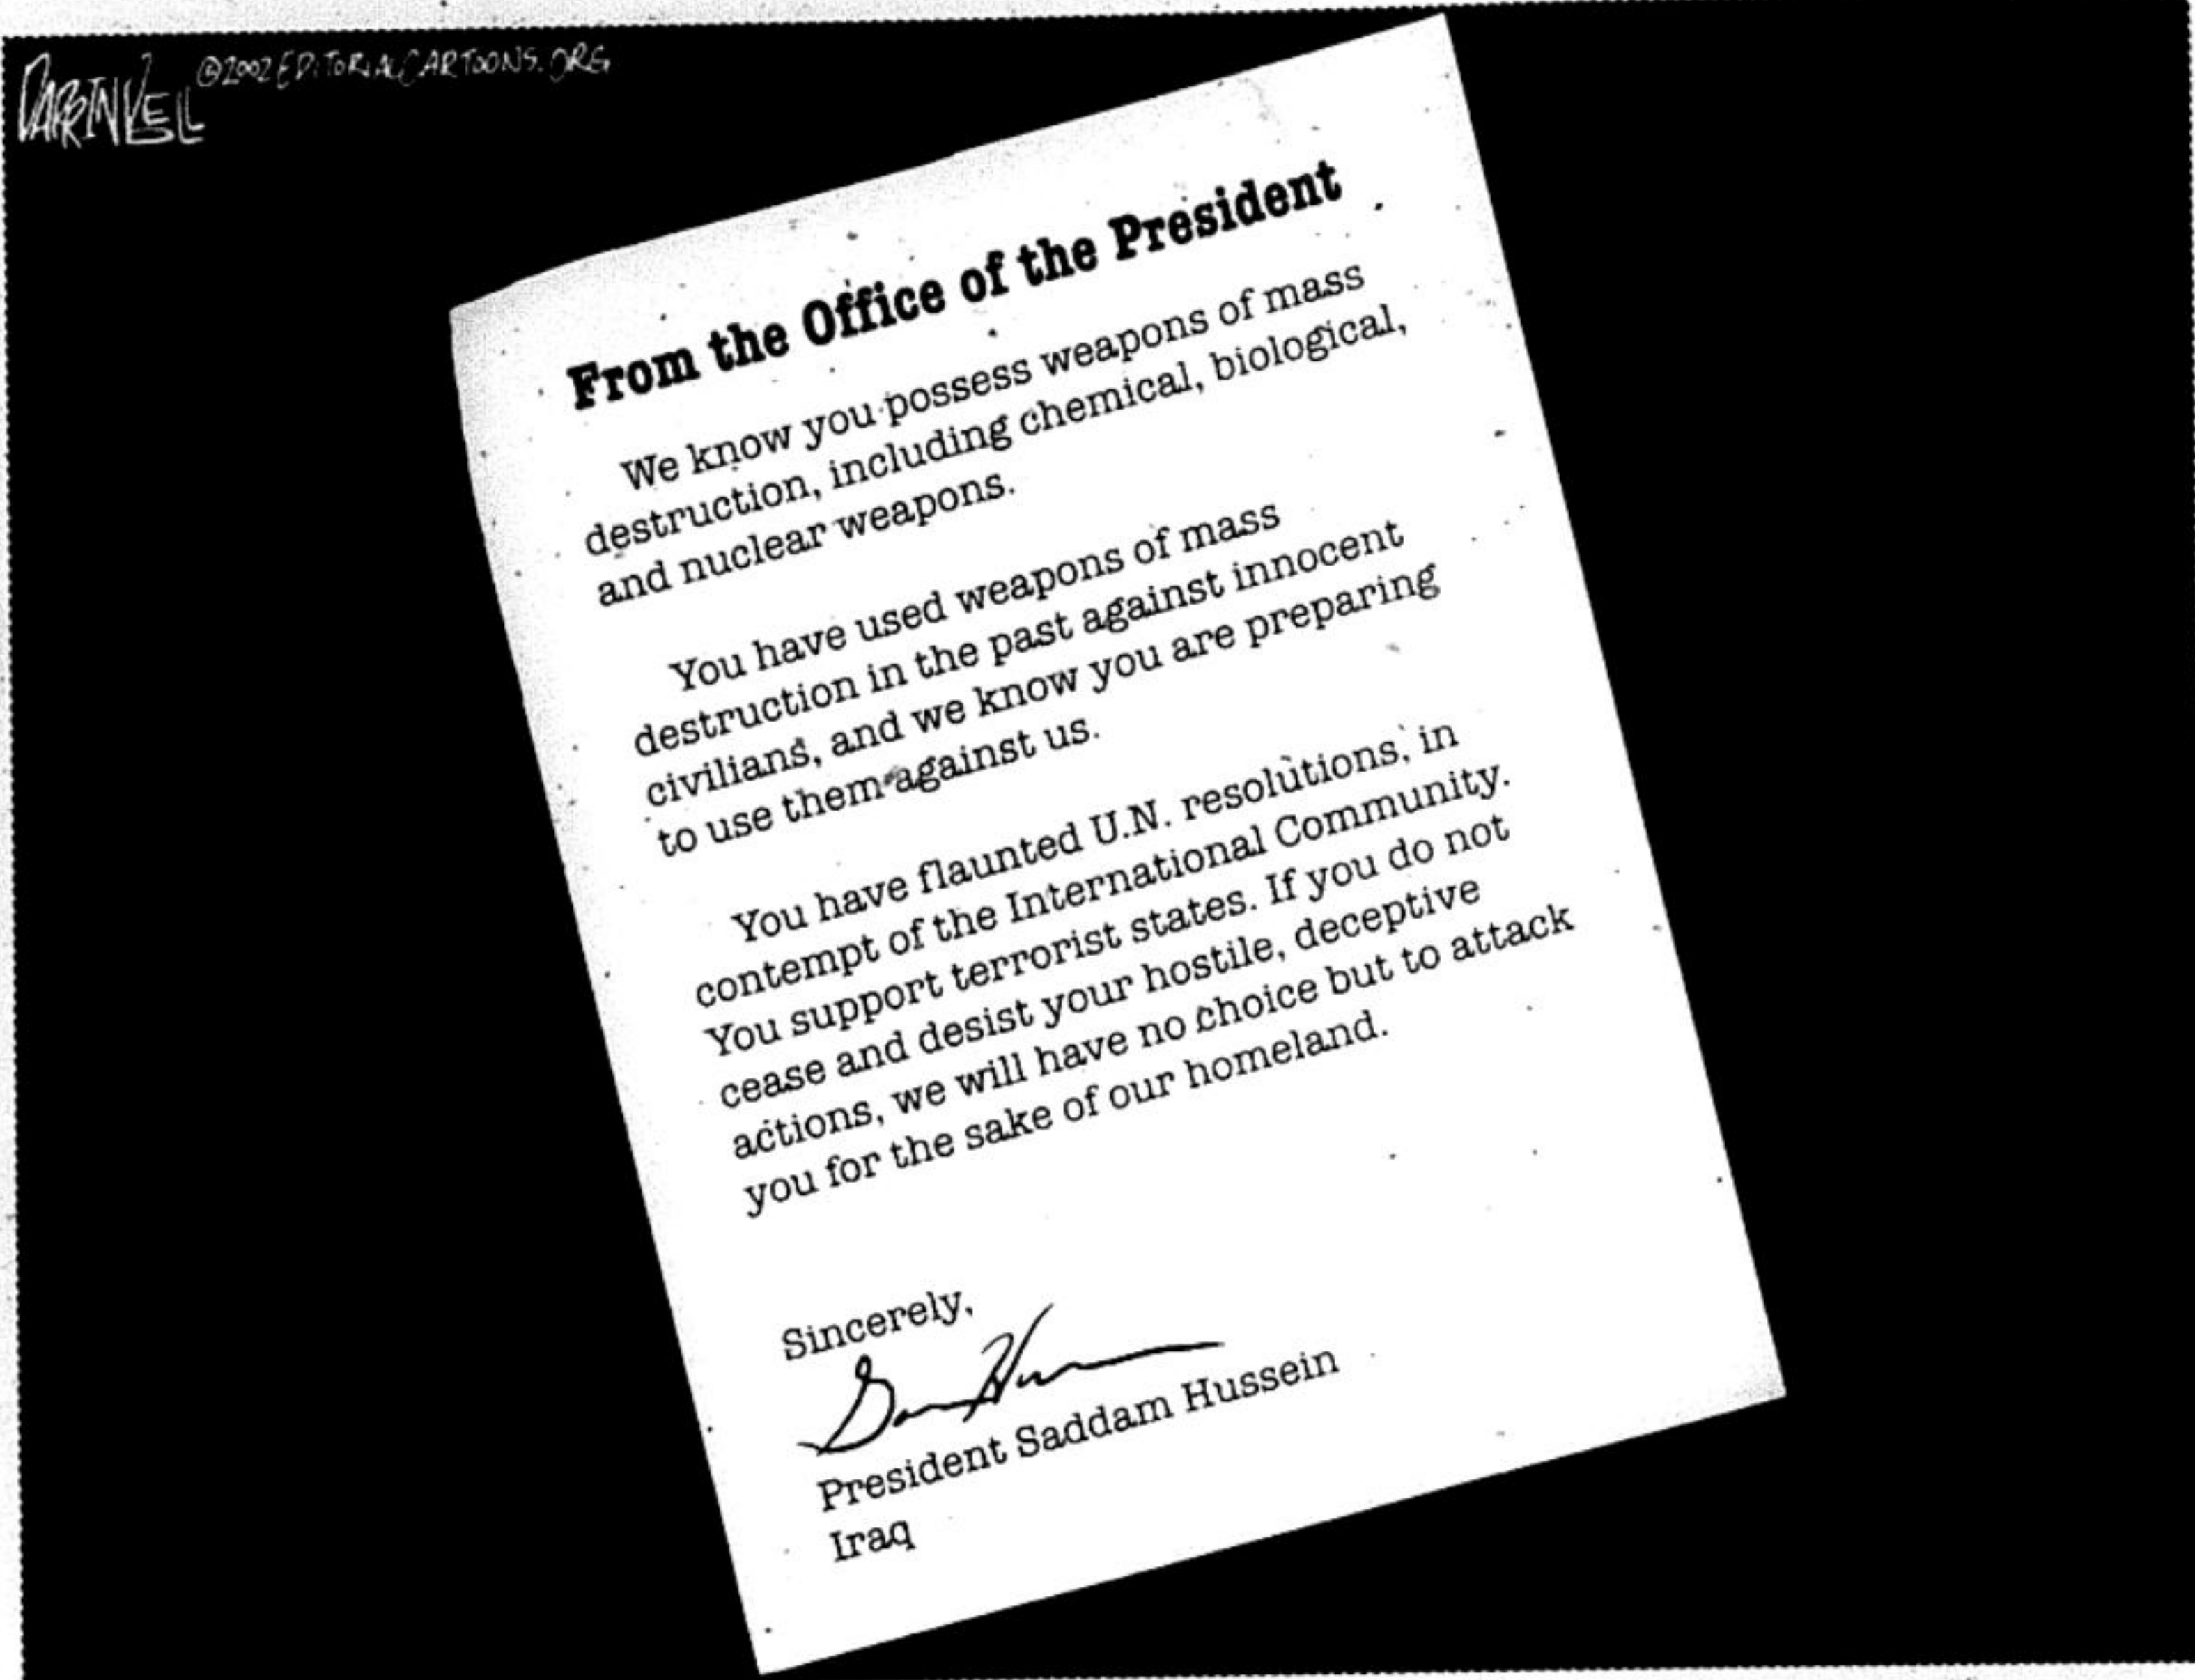 DARRIN BELL ©2002 EDITORIALCARTOONS.ORG
From the Office of the President
We know you possess weapons of mass
destruction, including chemical, biological,
and nuclear weapons.
You have used weapons of mass
destruction in the past against innocent
civilians, and we know you are preparing
to use them against us.
You have flaunted U.N. resolutions, in
contempt of the International Community.
You support terrorist states. If you do not
cease and desist your hostile, deceptive
actions, we will have no choice but to attack
you for the sake of our homeland.
Sincerely,
President Saddam Hussein
Iraq